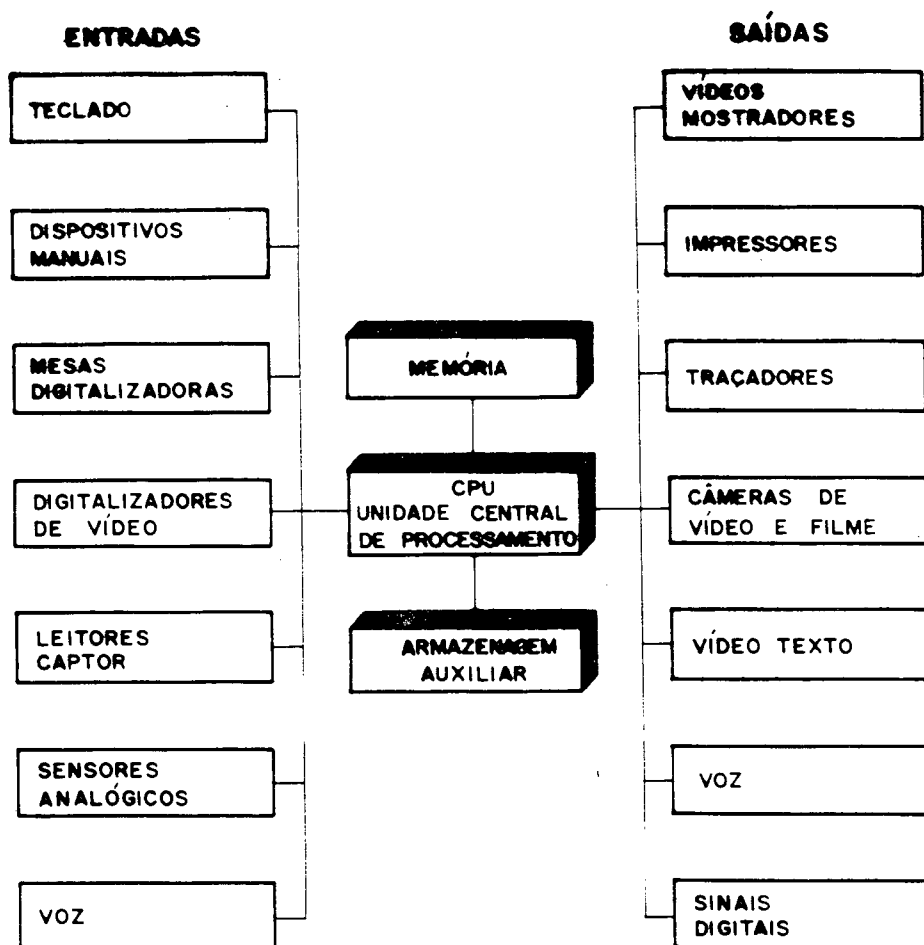 ENTRADAS
TECLADO
DISPOSITIVOS
MANUAIS
MESAS
DIGITALIZADORAS
DIGITALIZADORES
DE VÍDEO
LEITORES
CAPTOR
SENSORES
ANALÓGICOS
VOZ
MEMÓRIA
CPU
UNIDADE CENTRAL
DE PROCESSAMENTO
ARMAZENAGEM
AUXILIAR
SAÍDAS
VÍDEOS
MOSTRADORES
IMPRESSORES
TRAÇADORES
CÂMERAS DE
VÍDEO E FILME
VÍDEO TEXTO
VOZ
SINAIS
DIGITAIS